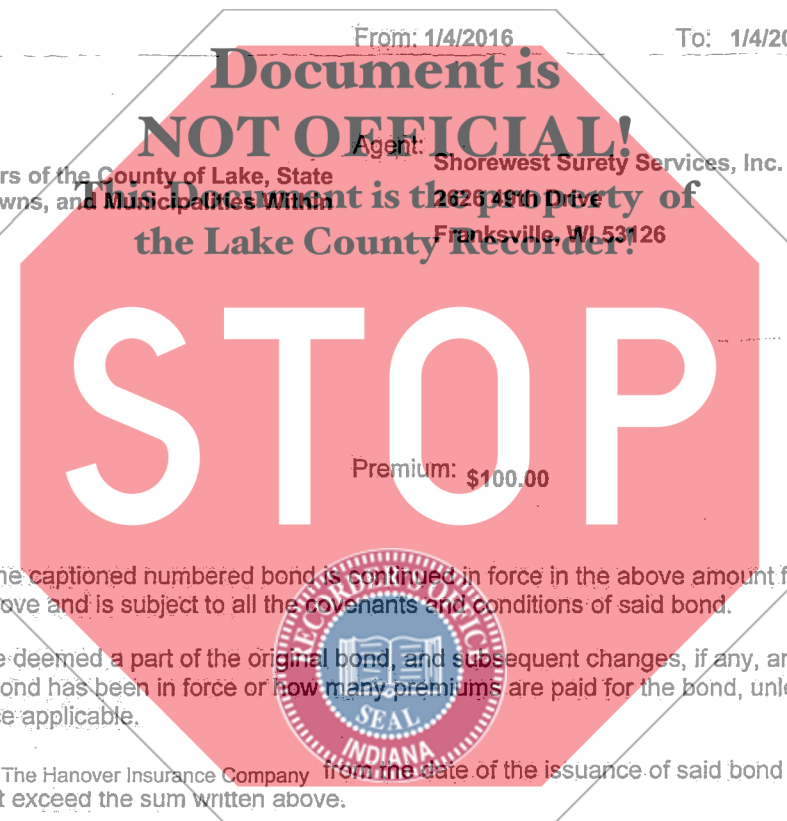 From: 1/4/2016 To: 1/4/20
Document is
NOT OFFICIAL!
Agent: Shorewest Surety Services, Inc.
rs of the County of Lake, State
wns, and Municipalities Within
This Document is the property of
2626 49th Drive
the Lake County Recorder!
Franksville, WI 53126
STOP
Premium: $100.00
he captioned numbered bond is continued in force in the above amount f
ove and is subject to all the covenants and conditions of said bond.
e deemed a part of the original bond, and subsequent changes, if any, ar
ond has been in force or how many premiums are paid for the bond, unle
ce applicable.
The Hanover Insurance Company from the date of the issuance of said bond
t exceed the sum written above.
RECORDER'S OFFICE
SEAL
INDIANA